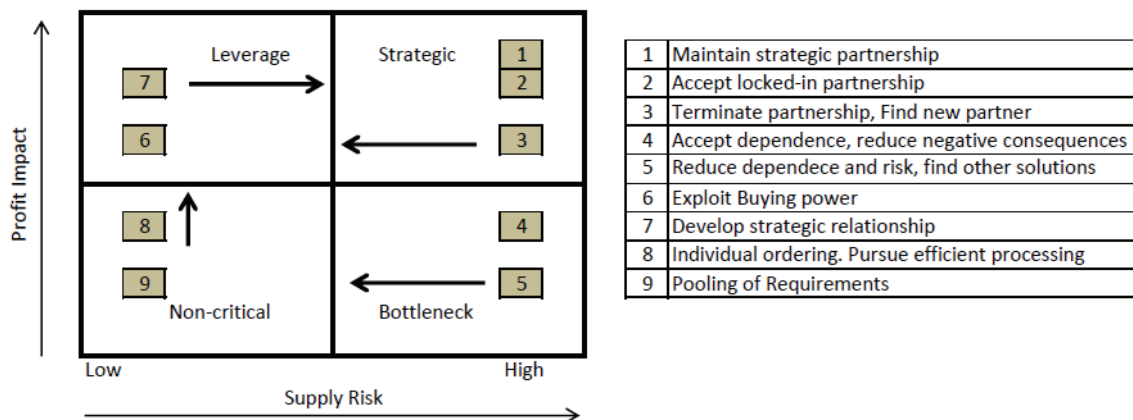 Profit Impact
Leverage
Strategic
1
7
2
6
3
8
4
9
5
Non-critical
Bottleneck
Low
High
Supply Risk
1 Maintain strategic partnership
2 Accept locked-in partnership
3 Terminate partnership, Find new partner
4 Accept dependence, reduce negative consequences
5 Reduce dependece and risk, find other solutions
6 Exploit Buying power
7 Develop strategic relationship
8 Individual ordering. Pursue efficient processing
9 Pooling of Requirements